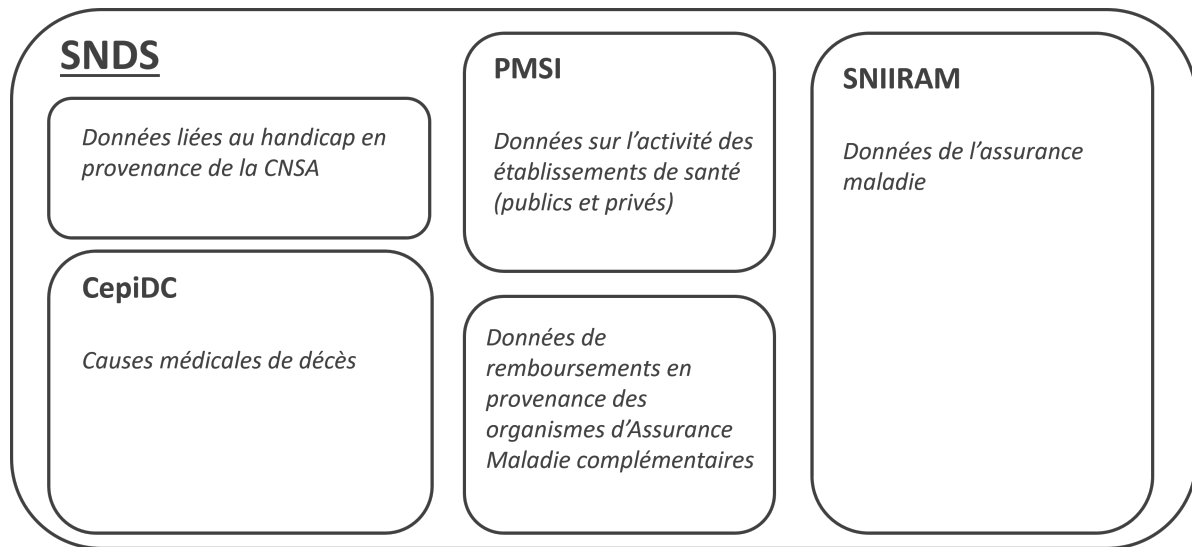 SNDS
Données liées au handicap en
provenance de la CNSA
CepiDC
Causes médicales de décès
PMSI
Données sur l’activité des
établissements de santé
(publics et privés)
Données de
remboursements en
provenance des
organismes d’Assurance
Maladie complémentaires
SNIIRAM
Données de l’assurance
maladie